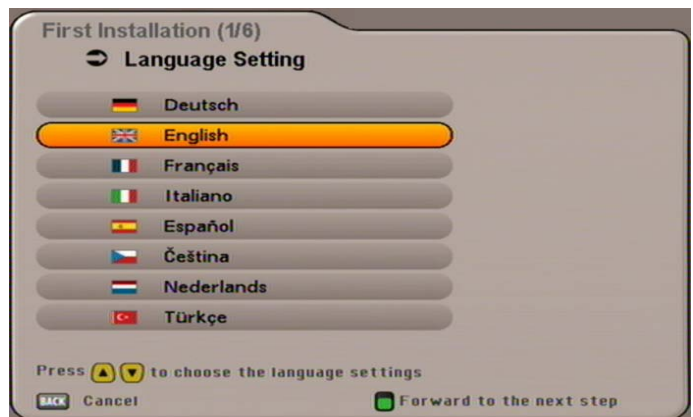 First Installation (1/6)
Language Setting
Deutsch
English
Français
Italiano
Español
Čeština
Nederlands
Türkçe
Press to choose the language settings
BACK Cancel
Forward to the next step